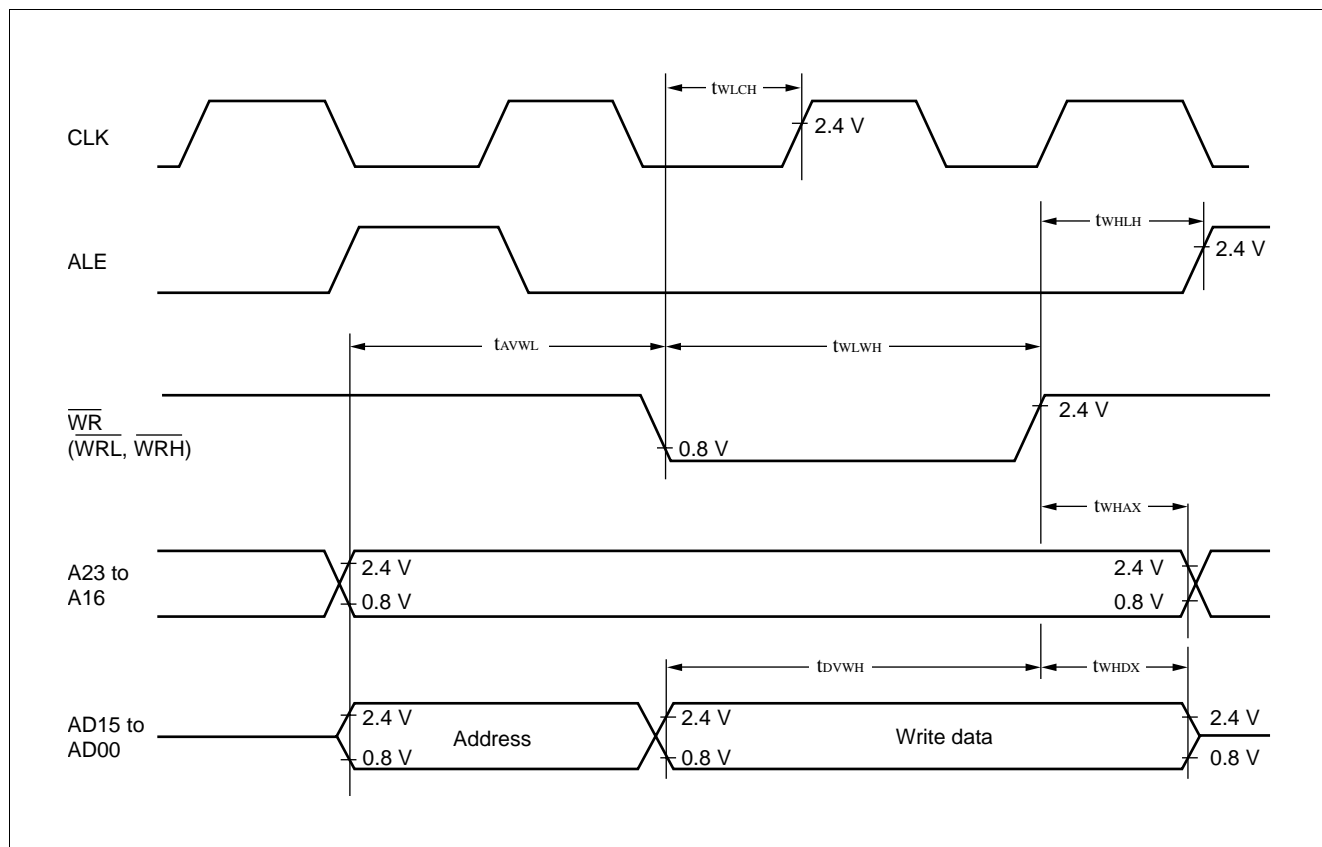 tWLCH
CLK
2.4 V
tWHLH
ALE
2.4 V
tAVWL
tWLWH
WR
(WRL, WRH)
2.4 V
0.8 V
tWHAX
A23 to
A16
2.4 V
0.8 V
2.4 V
0.8 V
tDVWH
tWHDX
AD15 to
AD00
2.4 V
0.8 V
Address
2.4 V
0.8 V
Write data
2.4 V
0.8 V